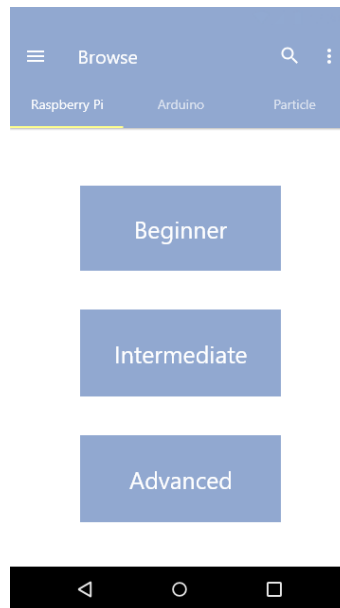 Browse
Raspberry Pi Arduino Particle
Beginner
Intermediate
Advanced